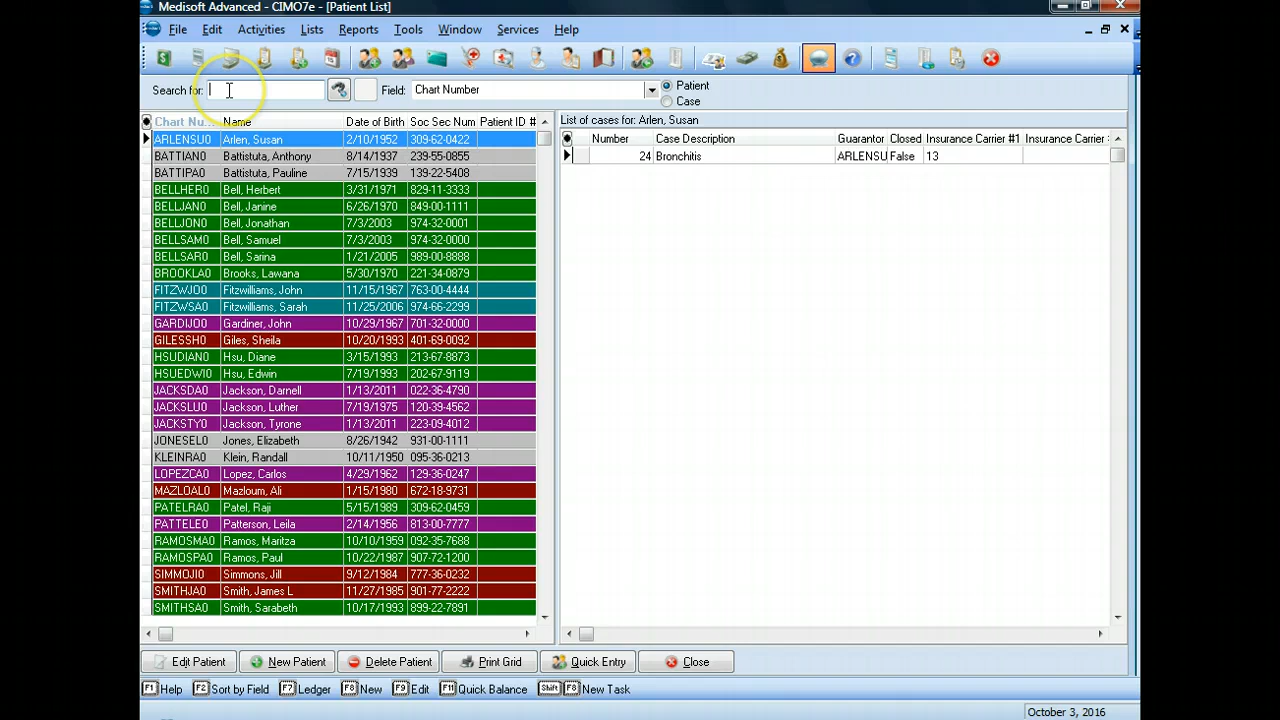 Medisoft Advanced - CIMO7e - [Patient List]
File Edit Activities Lists Reports Tools Window Services Help
Search for: Field: Chart Number Patient
Case
Chart Nu... Name Date of Birth Soc Sec Num Patient ID #
ARLENSU0 Arlen, Susan 2/10/1952 309-62-0422
BATTIAN0 Battistuta, Anthony 8/14/1937 239-55-0855
BATTIPA0 Battistuta, Pauline 7/15/1939 139-22-5408
BELLHER0 Bell, Herbert 3/31/1971 829-11-3333
BELLJAN0 Bell, Janine 6/26/1970 849-00-1111
BELLJON0 Bell, Jonathan 7/3/2003 974-32-0001
BELLSAM0 Bell, Samuel 7/3/2003 974-32-0000
BELLSAR0 Bell, Sarina 1/21/2005 989-00-8888
BROOKLA0 Brooks, Lawana 5/30/1970 221-34-0879
FITZWJO0 Fitzwilliams, John 11/15/1967 763-00-4444
FITZWSA0 Fitzwilliams, Sarah 11/25/2006 974-66-2299
GARDIJO0 Gardiner, John 10/29/1967 701-32-0000
GILESSH0 Giles, Sheila 10/20/1993 401-69-0092
HSUDIAN0 Hsu, Diane 3/15/1993 213-67-8873
HSUEDWI0 Hsu, Edwin 7/19/1993 202-67-9119
JACKSDA0 Jackson, Darnell 1/13/2011 022-36-4790
JACKSLU0 Jackson, Luther 7/19/1975 120-39-4562
JACKSTY0 Jackson, Tyrone 1/13/2011 223-09-4012
JONESEL0 Jones, Elizabeth 8/26/1942 931-00-1111
KLEINRA0 Klein, Randall 10/11/1950 095-36-0213
LOPEZCA0 Lopez, Carlos 4/29/1962 129-36-0247
MAZLOAL0 Mazloum, Ali 1/15/1980 672-18-9731
PATELRA0 Patel, Raji 5/15/1989 309-62-0459
PATTELE0 Patterson, Leila 2/14/1956 813-00-7777
RAMOSMA0 Ramos, Maritza 10/10/1959 092-35-7688
RAMOSPA0 Ramos, Paul 10/22/1987 907-72-1200
SIMMOJI0 Simmons, Jill 9/12/1984 777-36-0232
SMITHJA0 Smith, James L 11/27/1985 901-77-2222
SMITHSA0 Smith, Sarabeth 10/17/1993 899-22-7891
List of cases for: Arlen, Susan
Number Case Description Guarantor Closed Insurance Carrier #1 Insurance Carrier
24 Bronchitis ARLENSU False 13
Edit Patient New Patient Delete Patient Print Grid Quick Entry Close
F1 Help F2 Sort by Field F7 Ledger F8 New F9 Edit F11 Quick Balance Shift F8 New Task
October 3, 2016